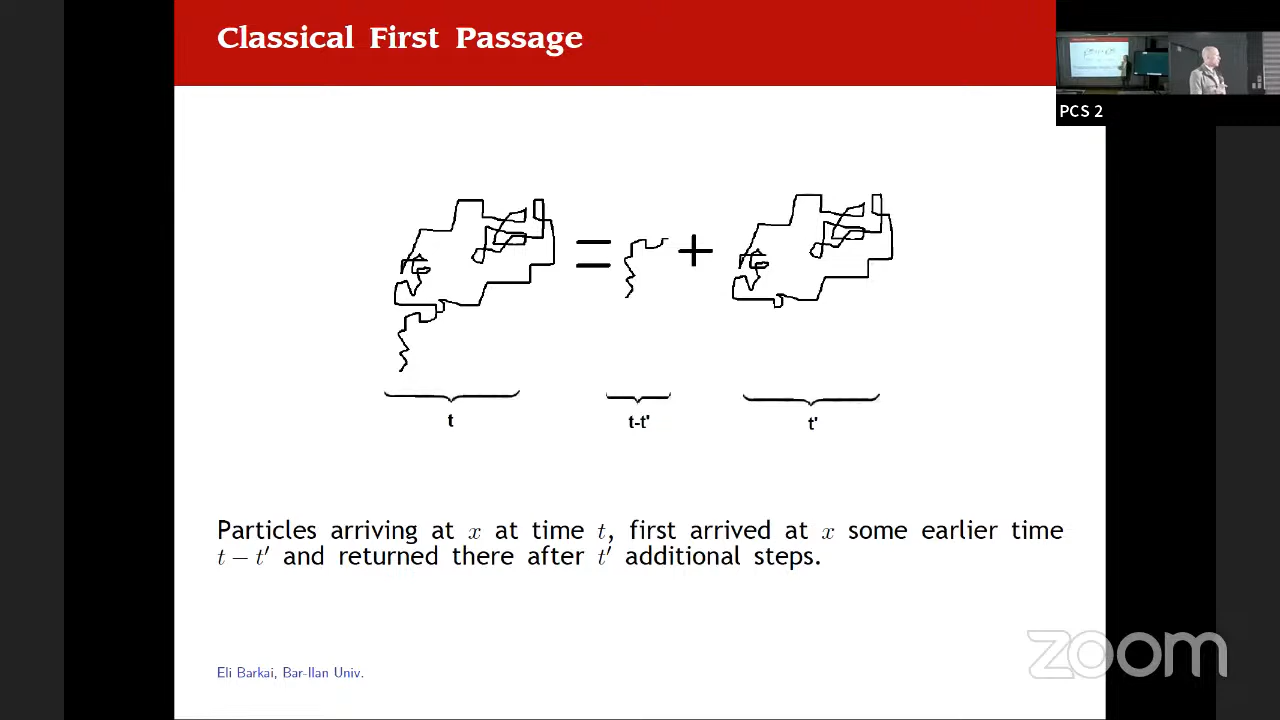 Classical First Passage
PCS 2
= +
t
t-t'
t'
Particles arriving at x at time t, first arrived at x some earlier time
t − t′ and returned there after t′ additional steps.
Eli Barkai, Bar-Ilan Univ.
zoom